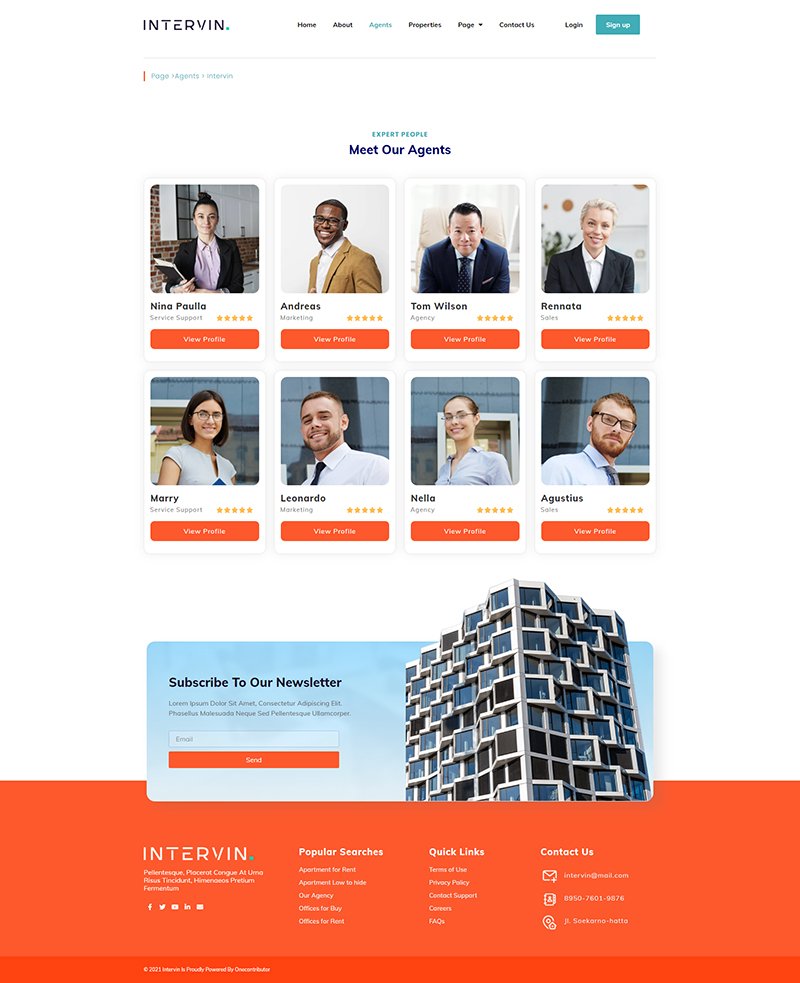 INTERVIN.
Home About Agents Properties Page Contact Us Login Sign up
Page >Agents > Intervin
EXPERT PEOPLE
Meet Our Agents
Nina Paulla
Service Support
View Profile
Andreas
Marketing
View Profile
Tom Wilson
Agency
View Profile
Rennata
Sales
View Profile
Marry
Service Support
View Profile
Leonardo
Marketing
View Profile
Nella
Agency
View Profile
Agustius
Sales
View Profile
Subscribe To Our Newsletter
Lorem Ipsum Dolor Sit Amet, Consectetur Adipiscing Elit.
Phasellus Malesuada Neque Sed Pellentesque Ullamcorper.
Email
Send
INTERVIN.
Pellentesque, Placerat Congue At Urna
Risus Tincidunt, Himenaeos Pretium
Fermentum
Popular Searches
Apartment for Rent
Apartment Low to hide
Our Agency
Offices for Buy
Offices for Rent
Quick Links
Terms of Use
Privacy Policy
Contact Support
Careers
FAQs
Contact Us
intervin@mail.com
8950-7601-9876
Jl. Soekarno-hatta
© 2021 Intervin Is Proudly Powered By Onecontributor